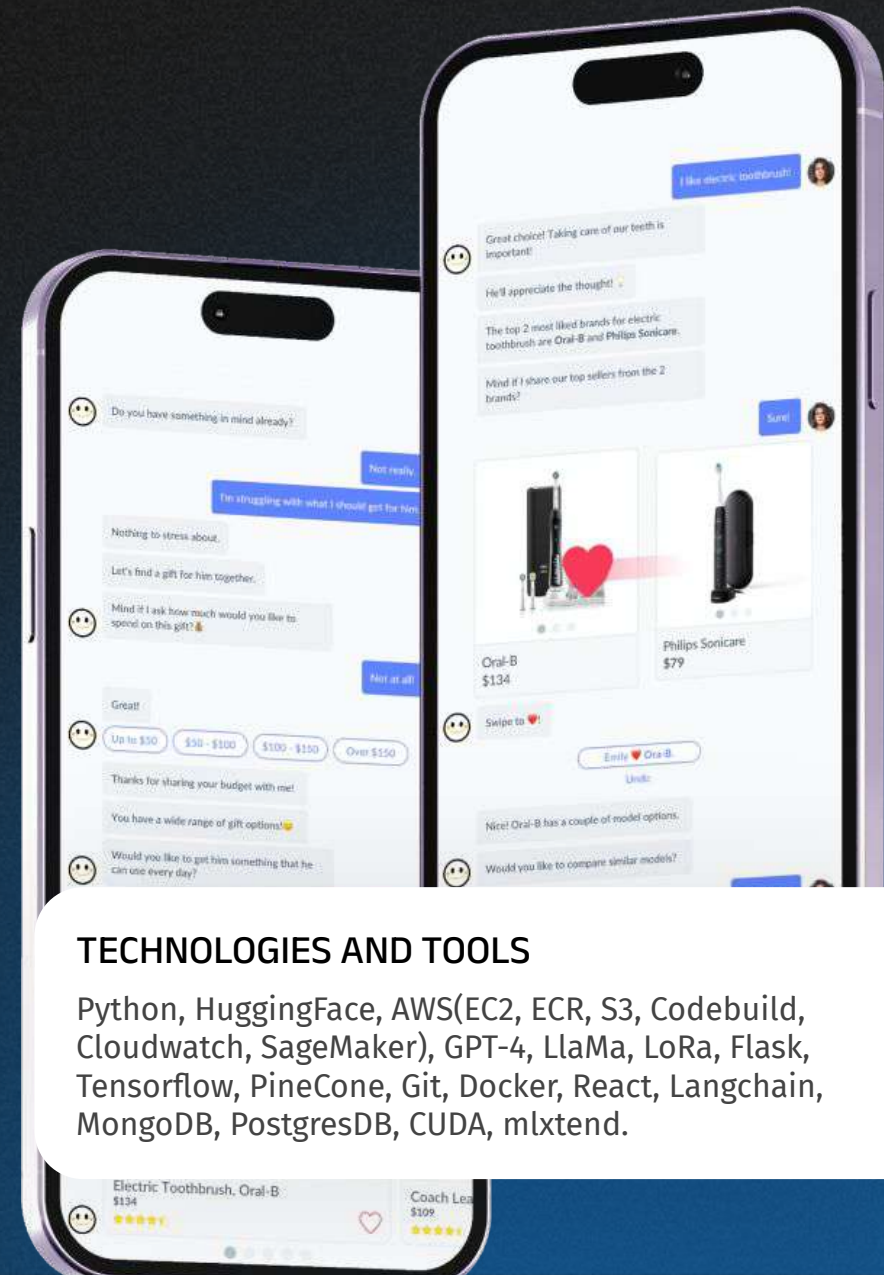 Do you have something in mind already?
Not really.
I'm struggling with what I should get for him.
Nothing to stress about.
Let's find a gift for him together.
Mind if I ask how much would you like to
spend on this gift?💰
Not at all!
Great!
Up to $50
$50 - $100
$100 - $150
Over $150
Thanks for sharing your budget with me!
You have a wide range of gift options!
Would you like to get him something that he
can use every day?
I like electric toothbrush!
Great choice! Taking care of our teeth is
important!
He'll appreciate the thought!
The top 2 most liked brands for electric
toothbrush are Oral-B and Philips Sonicare.
Mind if I share our top sellers from the 2
brands?
Sure!
Oral-B
$134
Philips Sonicare
$79
Swipe to ❤️!
Emily ❤️ Oral-B.
Undo
Nice! Oral-B has a couple of model options.
Would you like to compare similar models?
TECHNOLOGIES AND TOOLS
Python, HuggingFace, AWS(EC2, ECR, S3, Codebuild,
Cloudwatch, SageMaker), GPT-4, LlaMa, LoRa, Flask,
Tensorflow, PineCone, Git, Docker, React, Langchain,
MongoDB, PostgresDB, CUDA, mlxtend.
Electric Toothbrush, Oral-B
$134
Coach Lea
$109